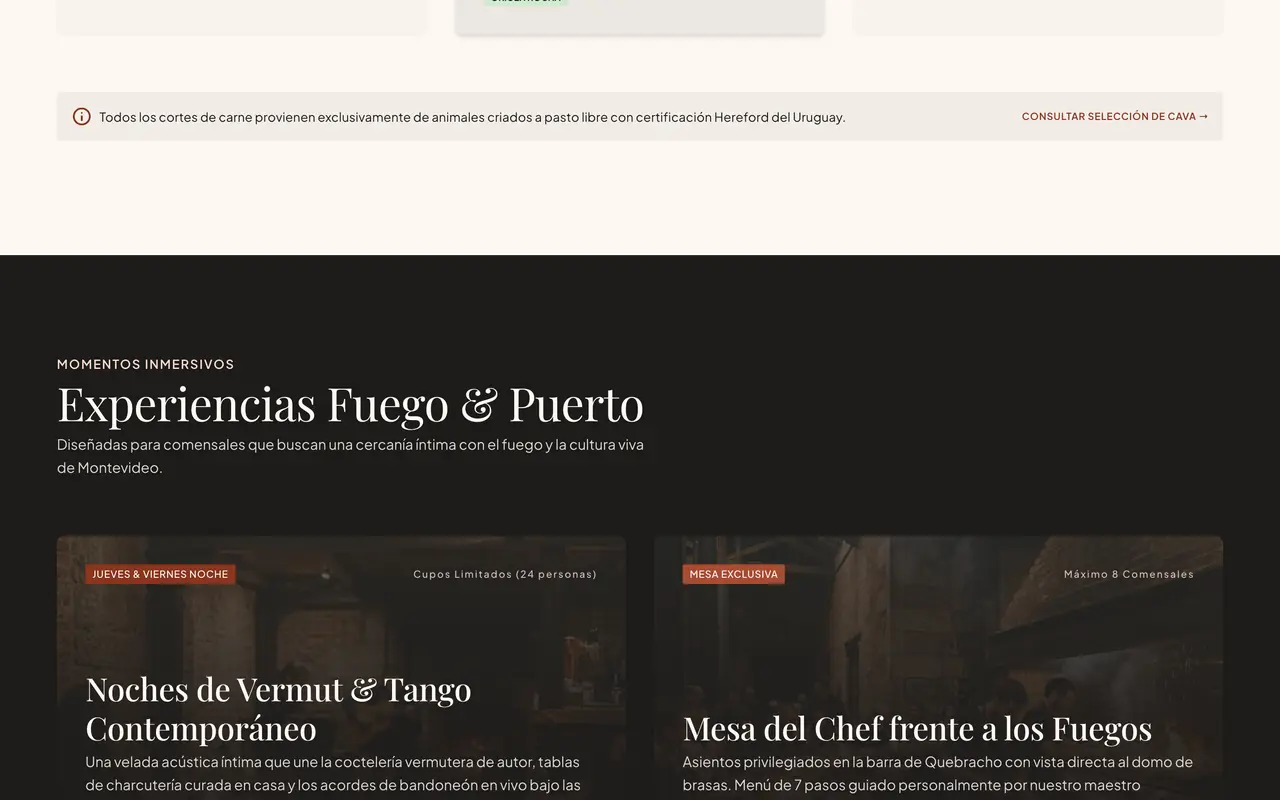 Todos los cortes de carne provienen exclusivamente de animales criados a pasto libre con certificación Hereford del Uruguay.
CONSULTAR SELECCIÓN DE CAVA →
MOMENTOS INMERSIVOS
Experiencias Fuego & Puerto
Diseñadas para comensales que buscan una cercanía íntima con el fuego y la cultura viva
de Montevideo.
JUEVES & VIERNES NOCHE
Cupos Limitados (24 personas)
Noches de Vermut & Tango
Contemporáneo
Una velada acústica íntima que une la coctelería vermutera de autor, tablas
de charcutería curada en casa y los acordes de bandoneón en vivo bajo las
MESA EXCLUSIVA
Máximo 8 Comensales
Mesa del Chef frente a los Fuegos
Asientos privilegiados en la barra de Quebracho con vista directa al domo de
brasas. Menú de 7 pasos guiado personalmente por nuestro maestro